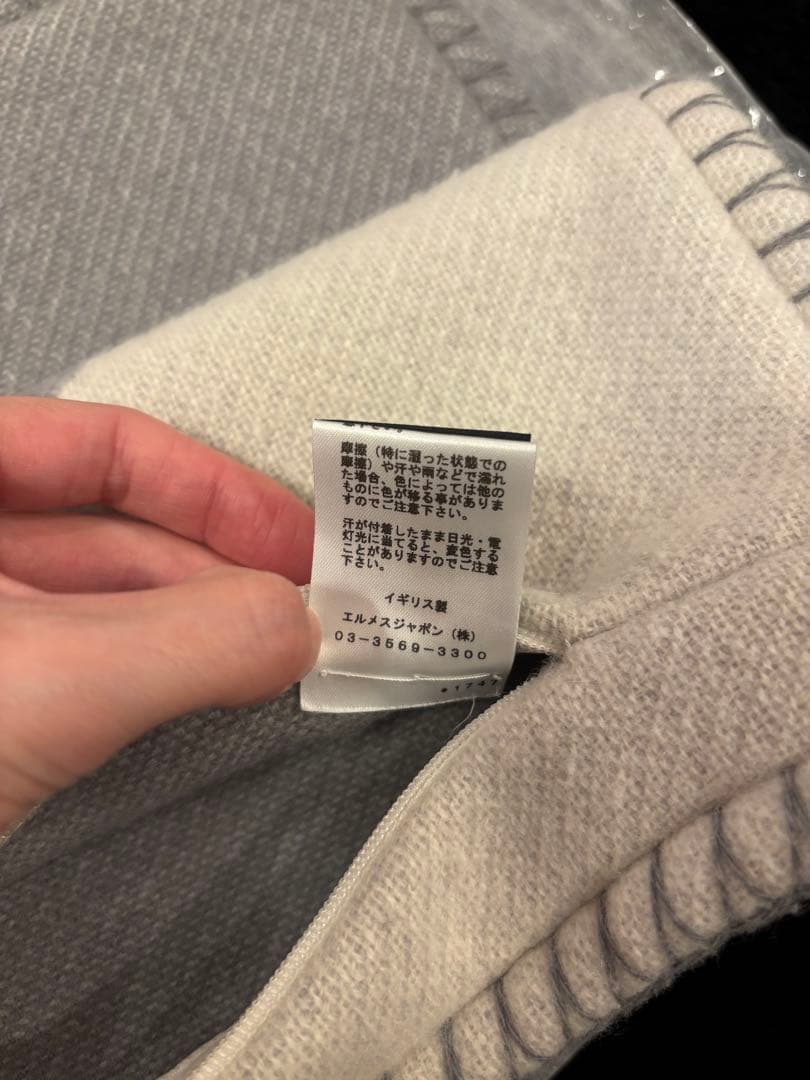 摩擦（特に湿った状態での
摩擦）や汗や雨などで濡れ
た場合、色によっては他の
ものに色が移る事がありま
すのでご注意下さい。
汗が付着したまま日光・電
灯光に当てると、変色する
ことがありますのでご注意
下さい。
イギリス製
エルメスジャポン（株）
03-3569-3300
●1747